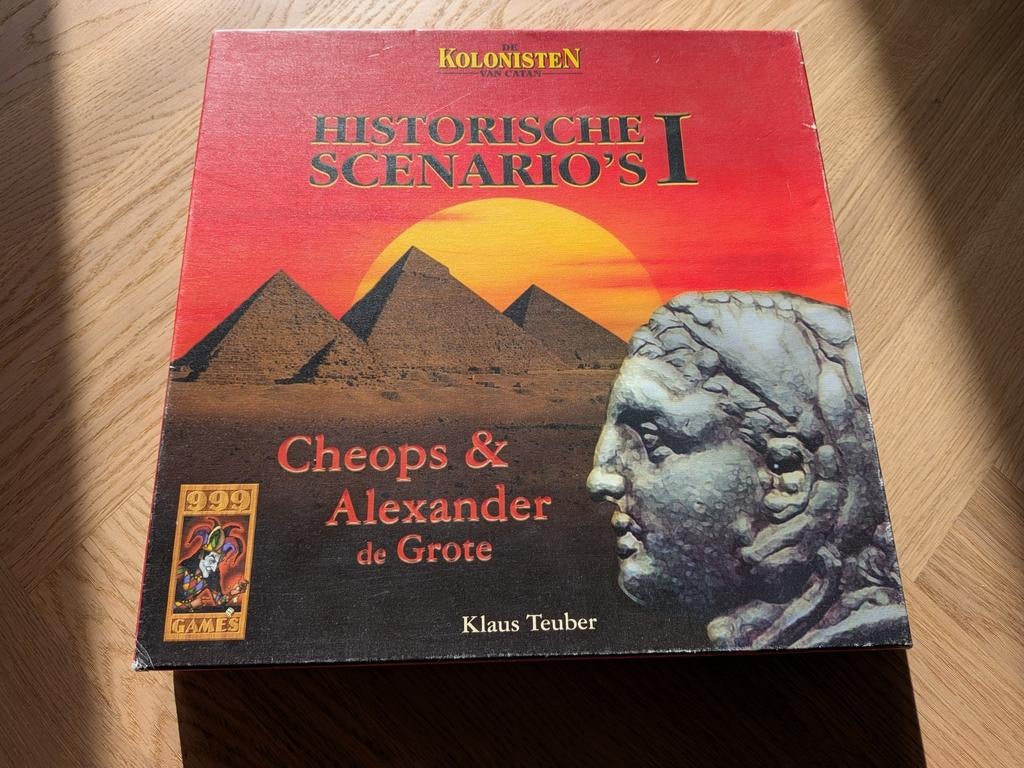 DE
KOLONISTEN
VAN CATAN
HISTORISCHE
SCENARIO'S I
Cheops &
Alexander
de Grote
999
GAMES
Klaus Teuber